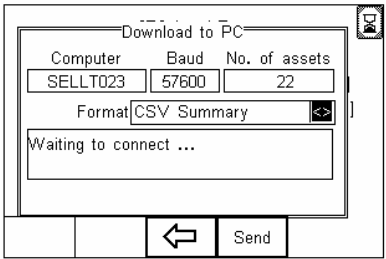 Download to PC
Computer Baud No. of assets
SELLT023 57600 22
Format CSV Summary <>
Waiting to connect ...
Send